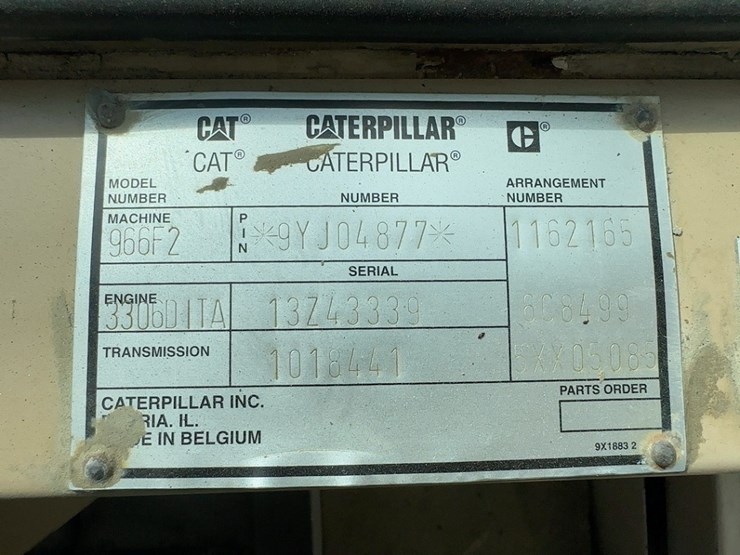 CAT® CATERPILLAR® C®
CAT® CATERPILLAR®
MODEL NUMBER NUMBER ARRANGEMENT NUMBER
MACHINE PIN
966F2 *9YJ04877* 1162165
SERIAL
ENGINE
3306DITA 13Z43339 8C8499
TRANSMISSION 1018441
PARTS ORDER
CATERPILLAR INC.
IL.
IN BELGIUM
9X1883 2